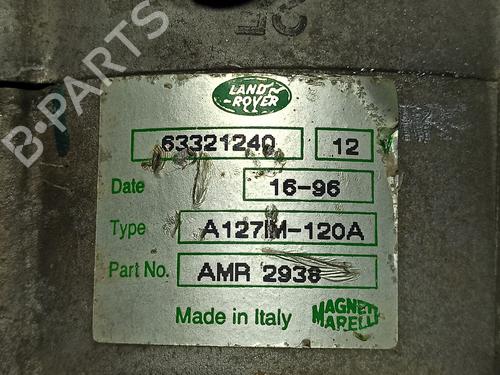 B-PARTS
LAND
-ROVER
63321240 12 V
Date 16-96
Type A127IM-120A
Part No. AMR 2938
Made in Italy MAGNETI
MARELLI